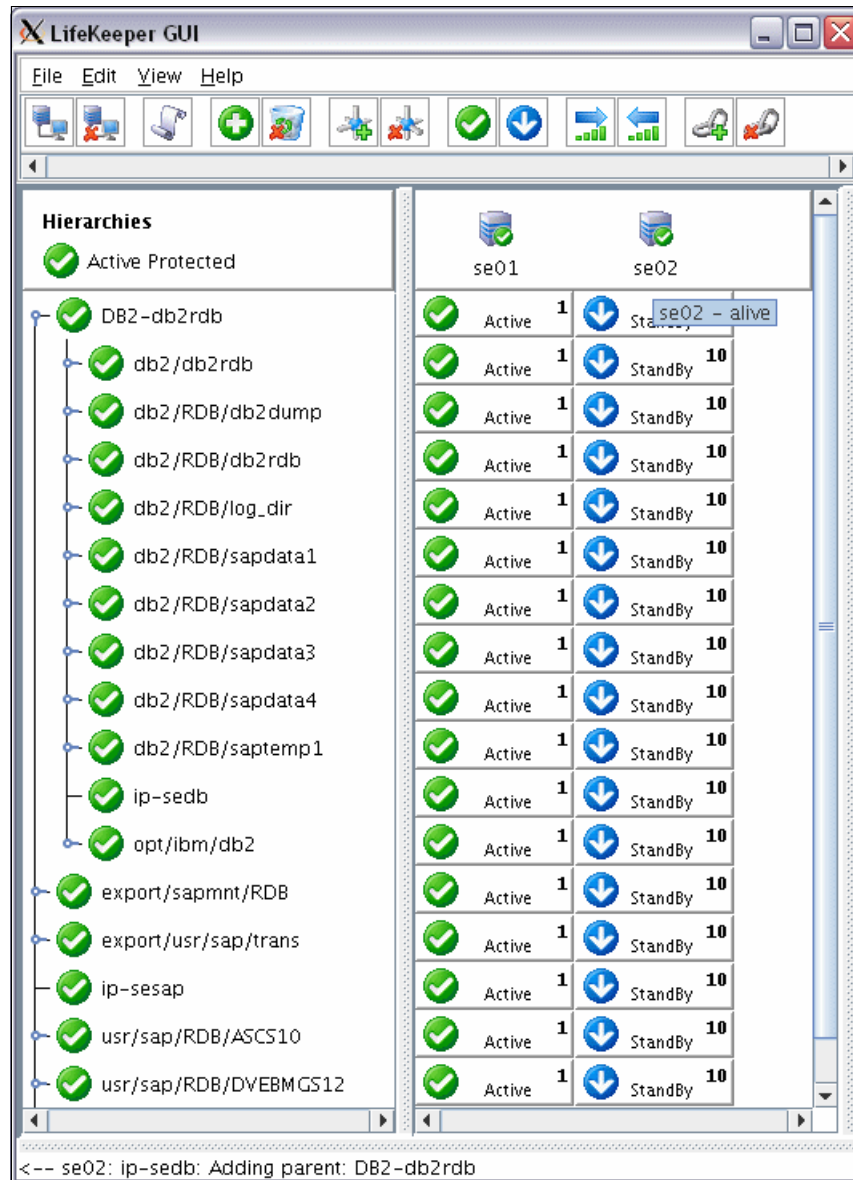 LifeKeeper GUI
File Edit View Help
Hierarchies
Active Protected
se01 se02
DB2-db2rdb Active 1 se02 - alive
db2/db2rdb Active 1 StandBy 10
db2/RDB/db2dump Active 1 StandBy 10
db2/RDB/db2rdb Active 1 StandBy 10
db2/RDB/log_dir Active 1 StandBy 10
db2/RDB/sapdata1 Active 1 StandBy 10
db2/RDB/sapdata2 Active 1 StandBy 10
db2/RDB/sapdata3 Active 1 StandBy 10
db2/RDB/sapdata4 Active 1 StandBy 10
db2/RDB/saptemp1 Active 1 StandBy 10
ip-sedb Active 1 StandBy 10
opt/ibm/db2 Active 1 StandBy 10
export/sapmnt/RDB Active 1 StandBy 10
export/usr/sap/trans Active 1 StandBy 10
ip-sesap Active 1 StandBy 10
usr/sap/RDB/ASCS10 Active 1 StandBy 10
usr/sap/RDB/DVEBMGS12 Active 1 StandBy 10
<-- se02: ip-sedb: Adding parent: DB2-db2rdb